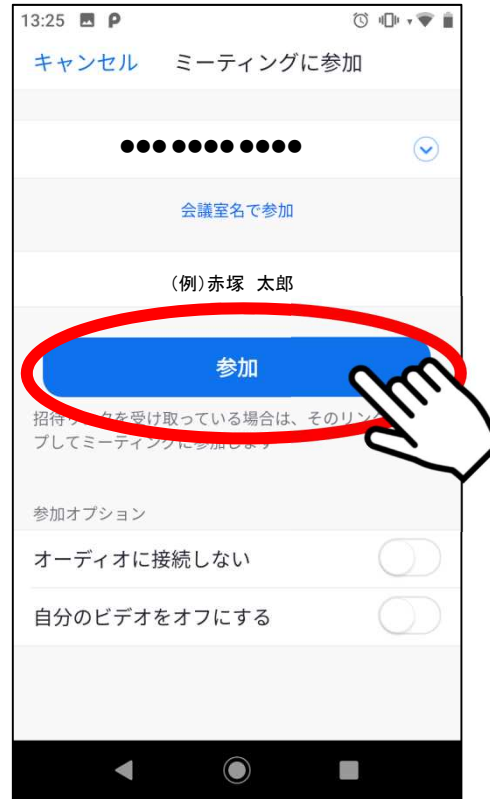 13:25
キャンセル ミーティングに参加
●●● ●●●● ●●●●
会議室名で参加
(例)赤塚 太郎
参加
招待 を受け取っている場合は、そのリン
プしてミーティングに参加します
参加オプション
オーディオに接続しない
自分のビデオをオフにする